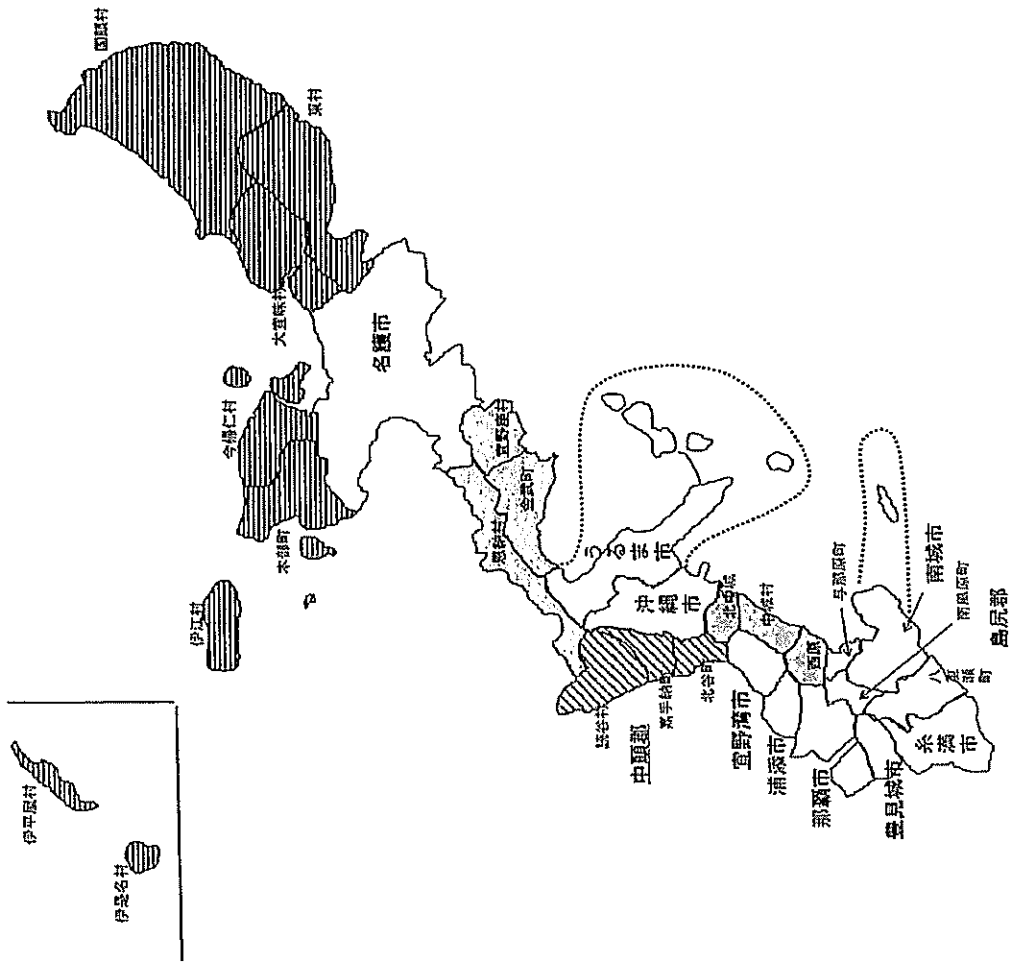 国頭村
東村
大宜味村
名護市
今帰仁村
本部町
伊江村
伊平屋村
伊是名村
宜野座村
金武町
恩納村
うるま市
沖縄市
読谷村
嘉手納町
北谷町
中頭郡
北中城
中城村
西原
宜野湾市
浦添市
那覇市
豊見城市
与那原町
南城市
南風原町
島尻郡
八重瀬町
糸満市